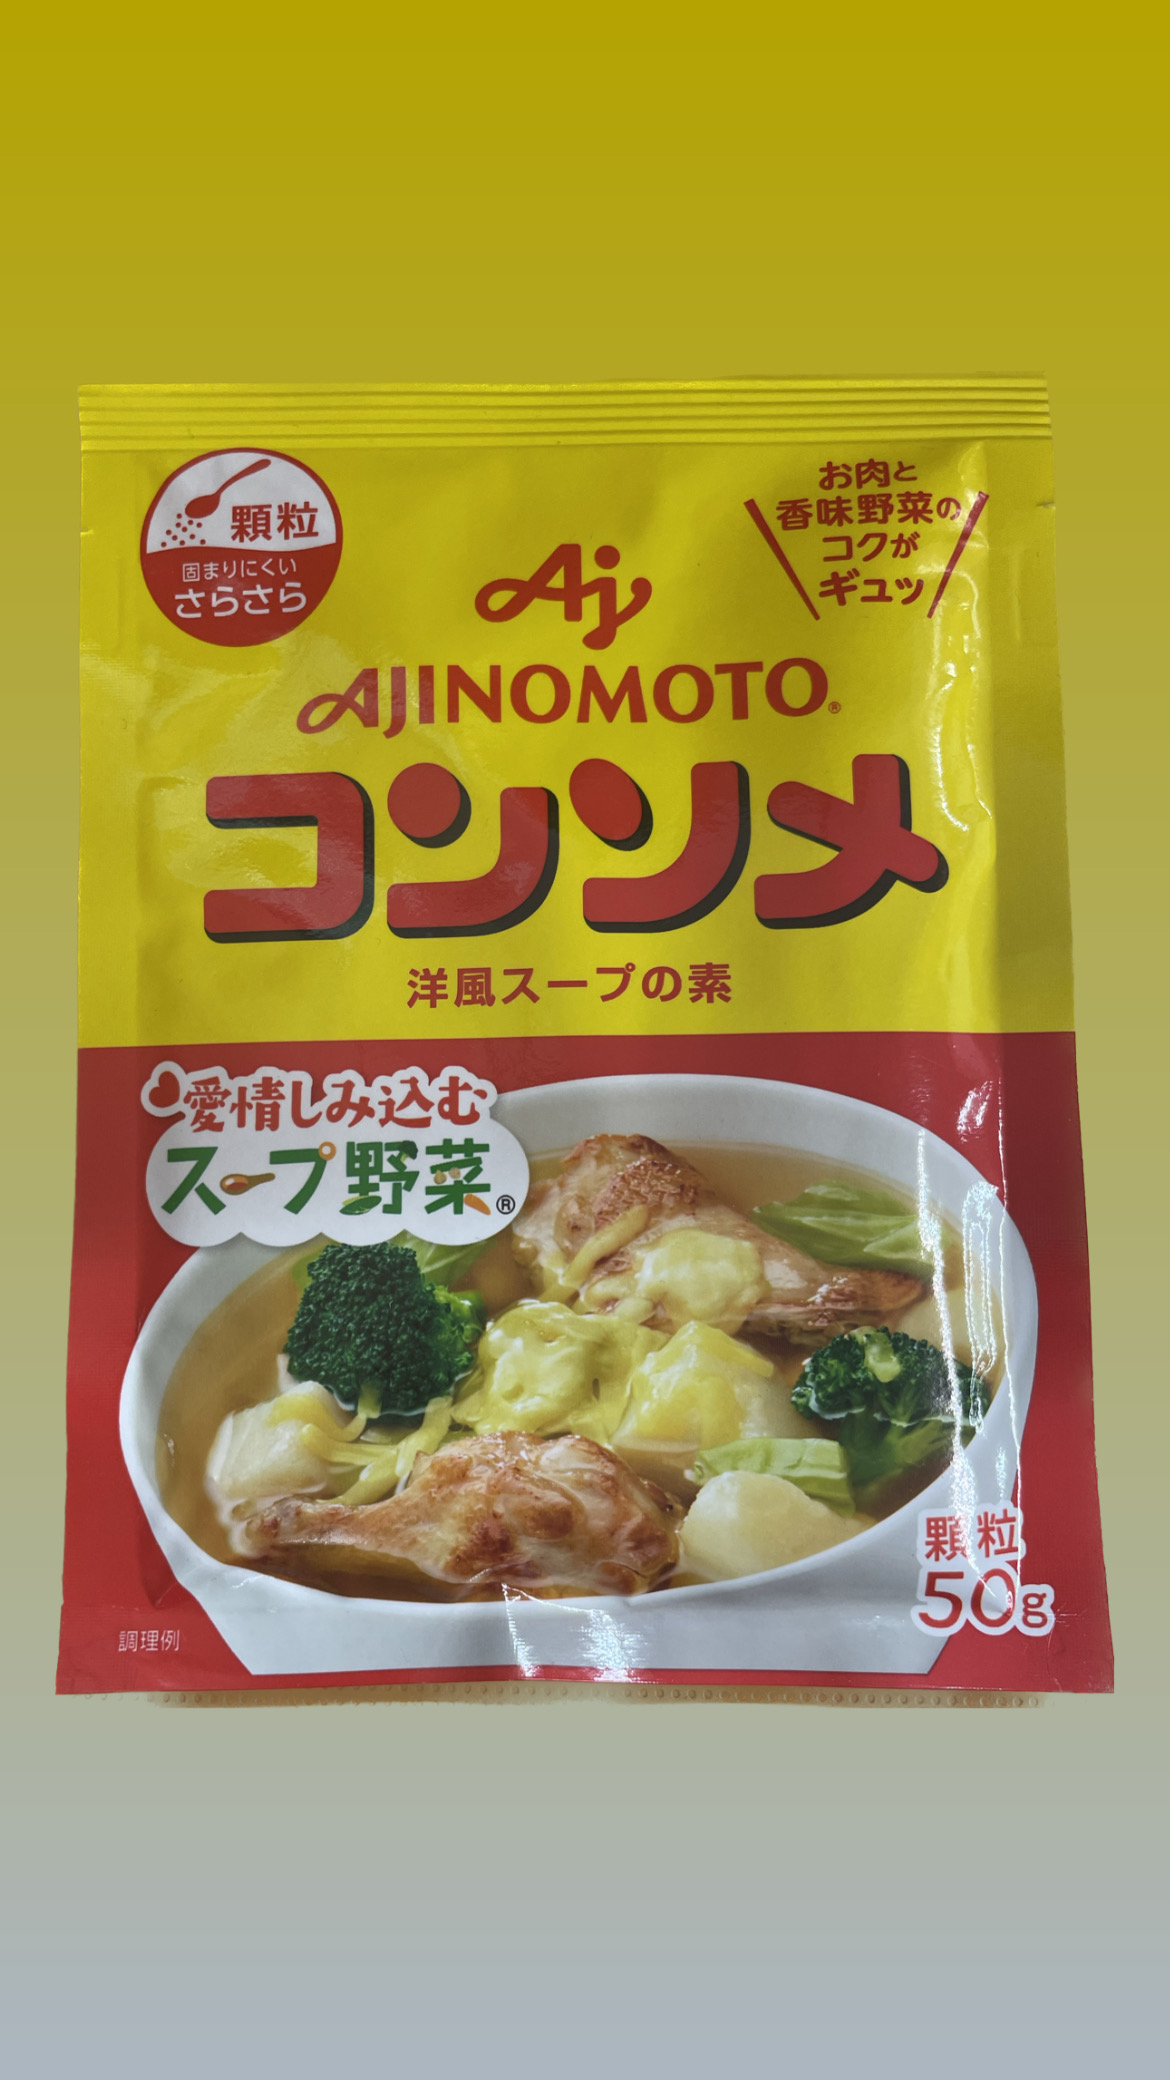 顆粒
固まりにくい
さらさら
お肉と
香味野菜の
コクが
ギュッ
Aj
AJINOMOTO®
コンソメ
洋風スープの素
愛情しみ込む
スープ野菜®
顆粒
50g
調理例